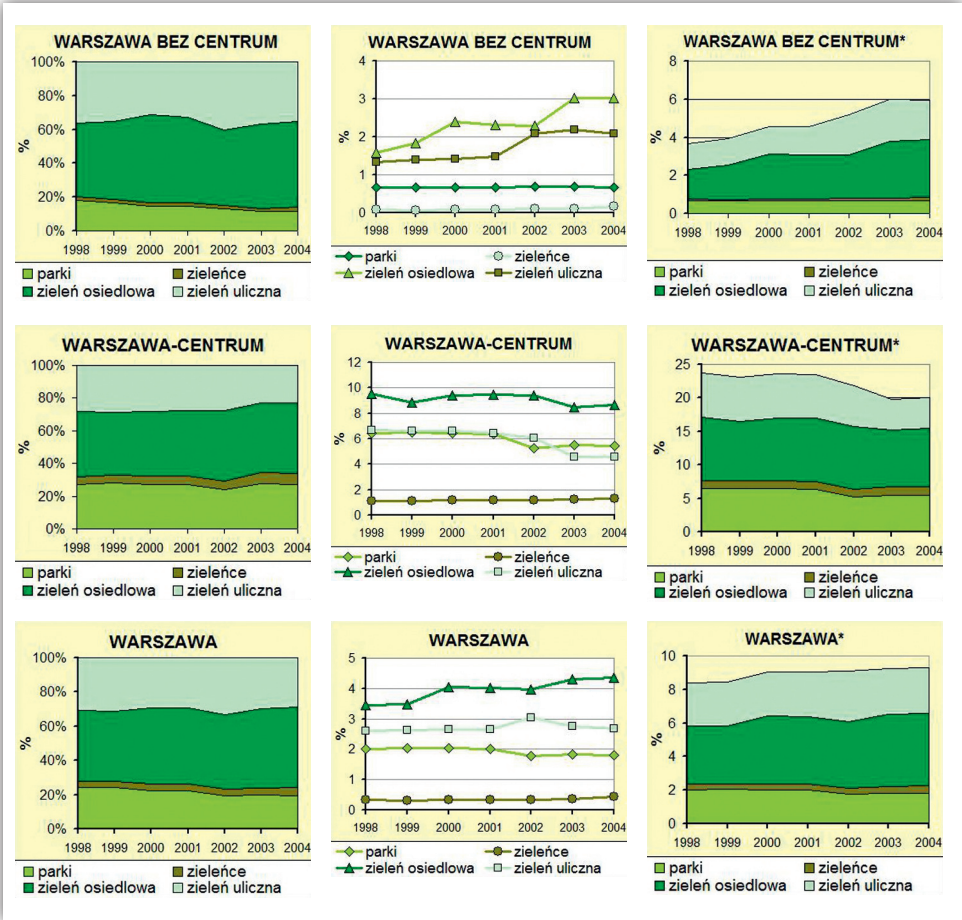 WARSZAWA BEZ CENTRUM
100%
80%
60%
40%
20%
0%
%
1998 1999 2000 2001 2002 2003 2004
parki zieleńce
zieleń osiedlowa zieleń uliczna
WARSZAWA BEZ CENTRUM
4
3
2
1
0
%
1998 1999 2000 2001 2002 2003 2004
parki zieleńce
zieleń osiedlowa zieleń uliczna
WARSZAWA BEZ CENTRUM*
8
6
4
2
0
%
1998 1999 2000 2001 2002 2003 2004
parki zieleńce
zieleń osiedlowa zieleń uliczna
WARSZAWA-CENTRUM
100%
80%
60%
40%
20%
0%
%
1998 1999 2000 2001 2002 2003 2004
parki zieleńce
zieleń osiedlowa zieleń uliczna
WARSZAWA-CENTRUM
12
10
8
6
4
2
0
%
1998 1999 2000 2001 2002 2003 2004
parki zieleńce
zieleń osiedlowa zieleń uliczna
WARSZAWA-CENTRUM*
25
20
15
10
5
0
%
1998 1999 2000 2001 2002 2003 2004
parki zieleńce
zieleń osiedlowa zieleń uliczna
WARSZAWA
100%
80%
60%
40%
20%
0%
%
1998 1999 2000 2001 2002 2003 2004
parki zieleńce
zieleń osiedlowa zieleń uliczna
WARSZAWA
5
4
3
2
1
0
%
1998 1999 2000 2001 2002 2003 2004
parki zieleńce
zieleń osiedlowa zieleń uliczna
WARSZAWA*
10
8
6
4
2
0
%
1998 1999 2000 2001 2002 2003 2004
parki zieleńce
zieleń osiedlowa zieleń uliczna